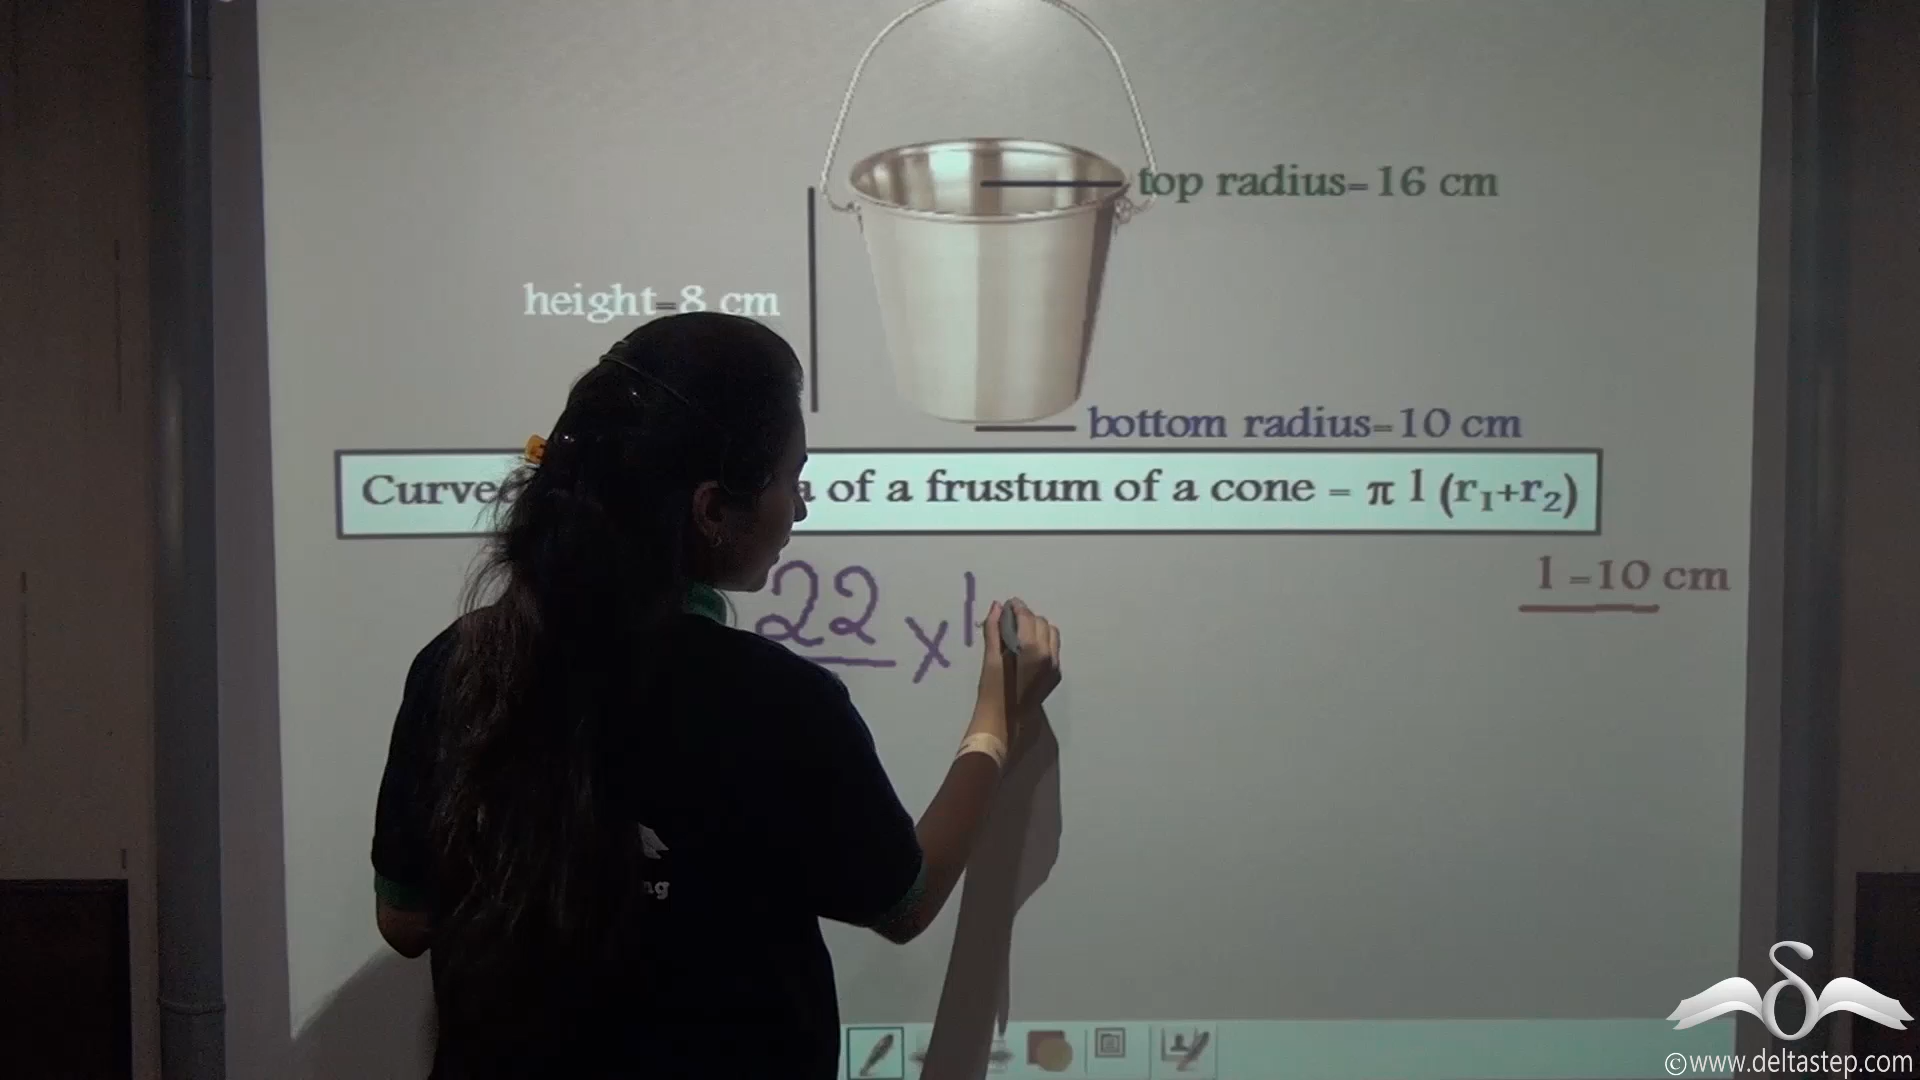 top radius=16 cm
height=8 cm
bottom radius=10 cm
of a frustum of a cone = π l (r₁+r₂)
l =10 cm
22 x 1
©www.deltastep.com